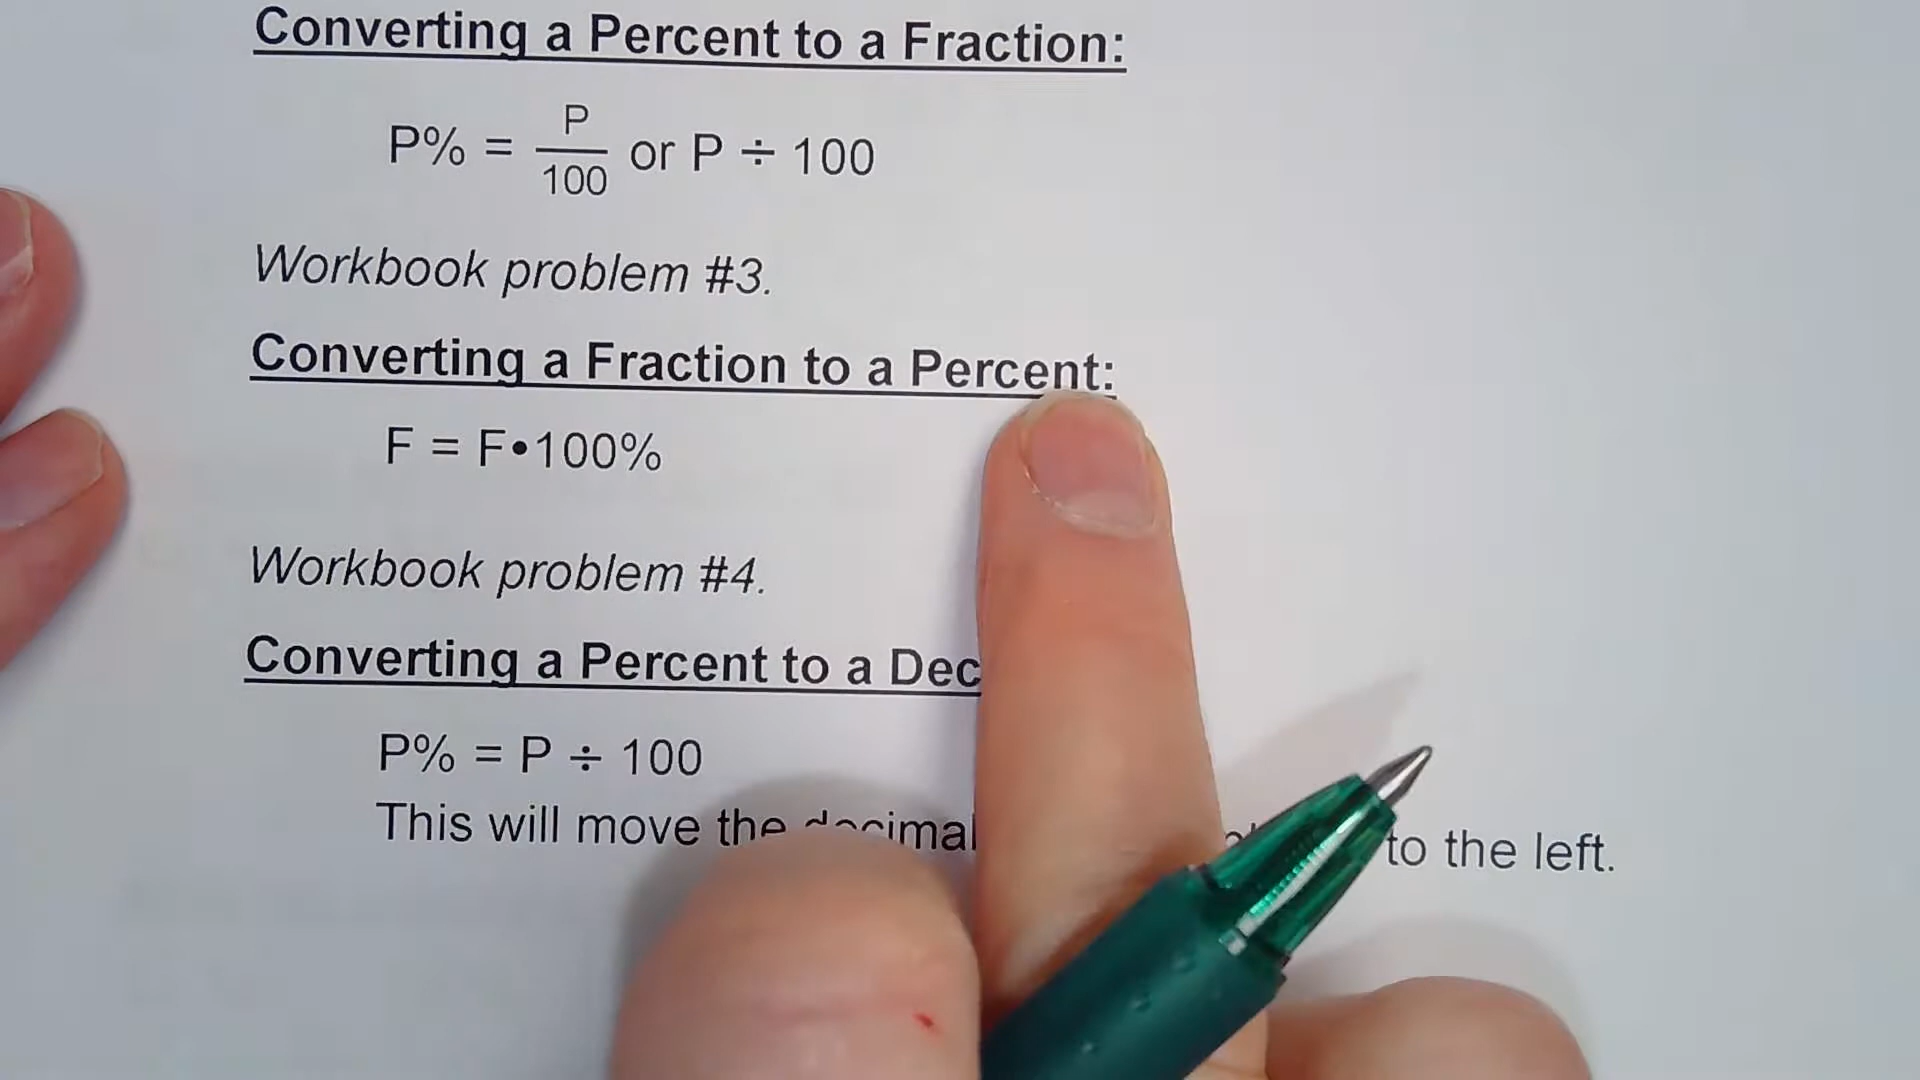 Converting a Percent to a Fraction:
P% = P/100 or P ÷ 100
Workbook problem #3.
Converting a Fraction to a Percent:
F = F•100%
Workbook problem #4.
Converting a Percent to a Dec
P% = P ÷ 100
This will move the decimal to the left.